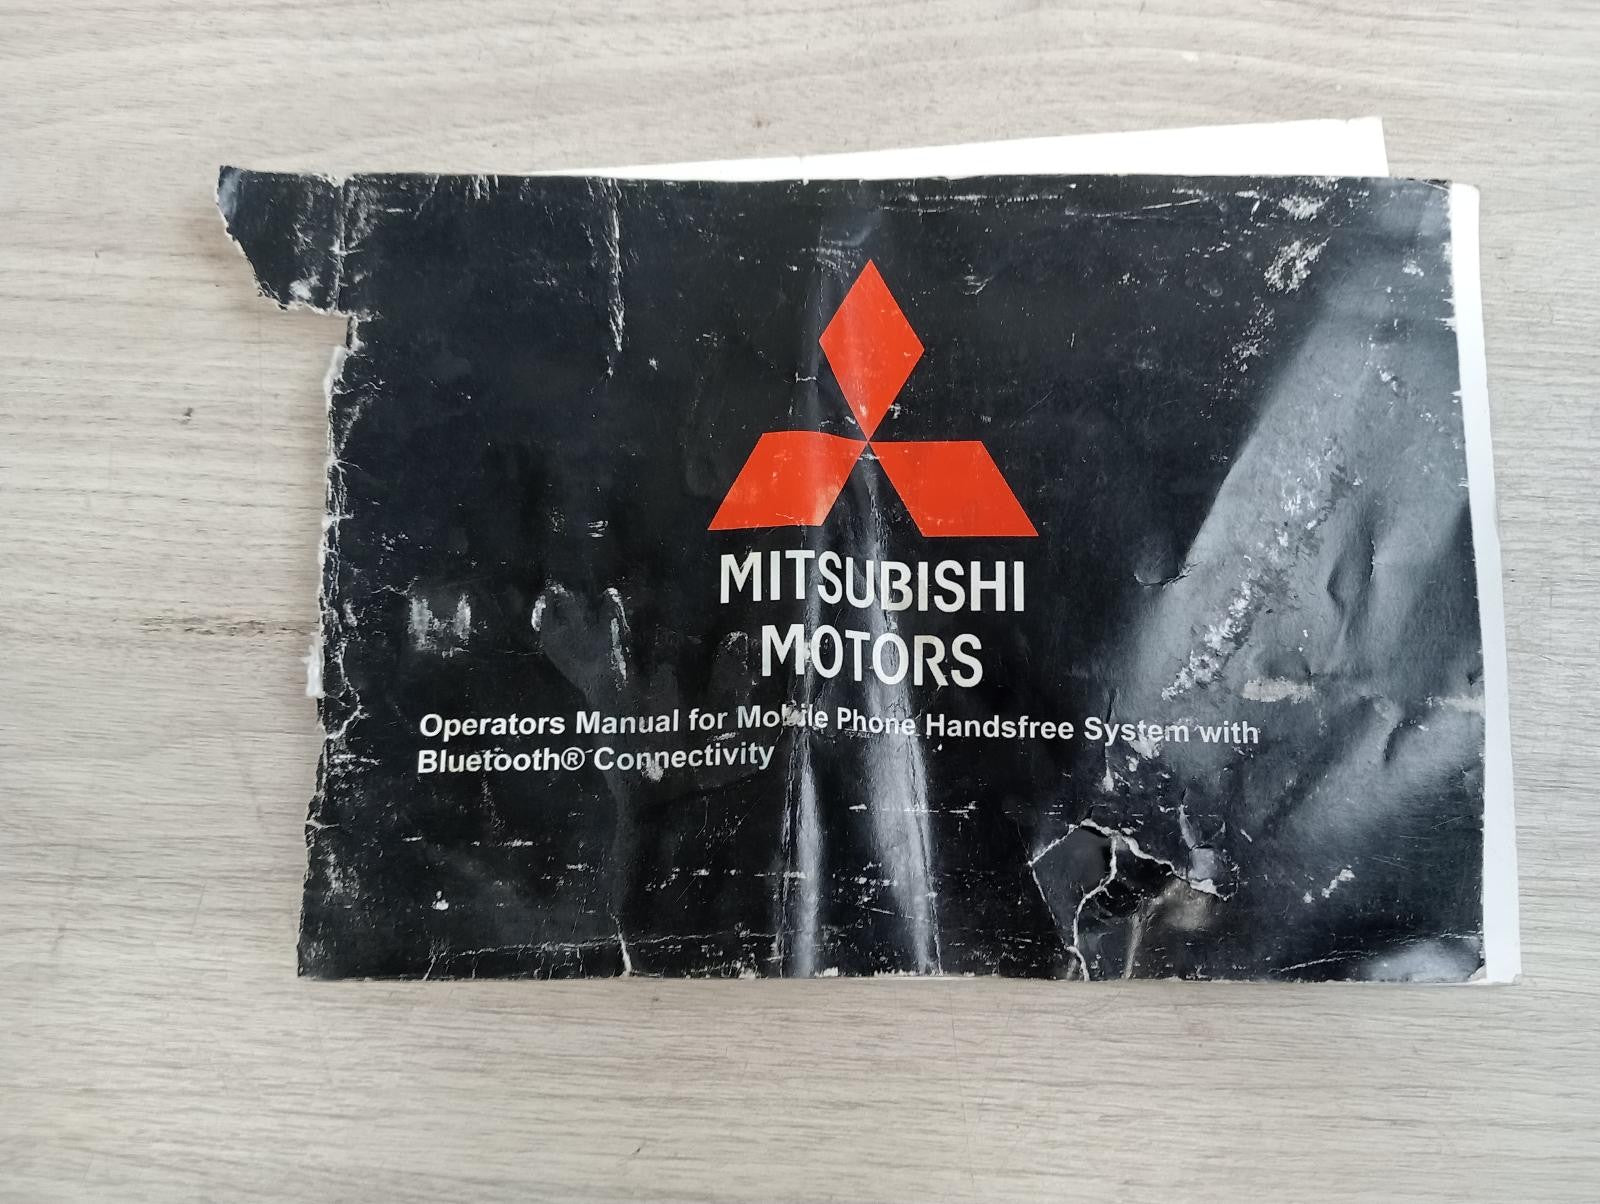 MITSUBISHI
MOTORS
Operators Manual for Mobile Phone Handsfree System with
Bluetooth® Connectivity